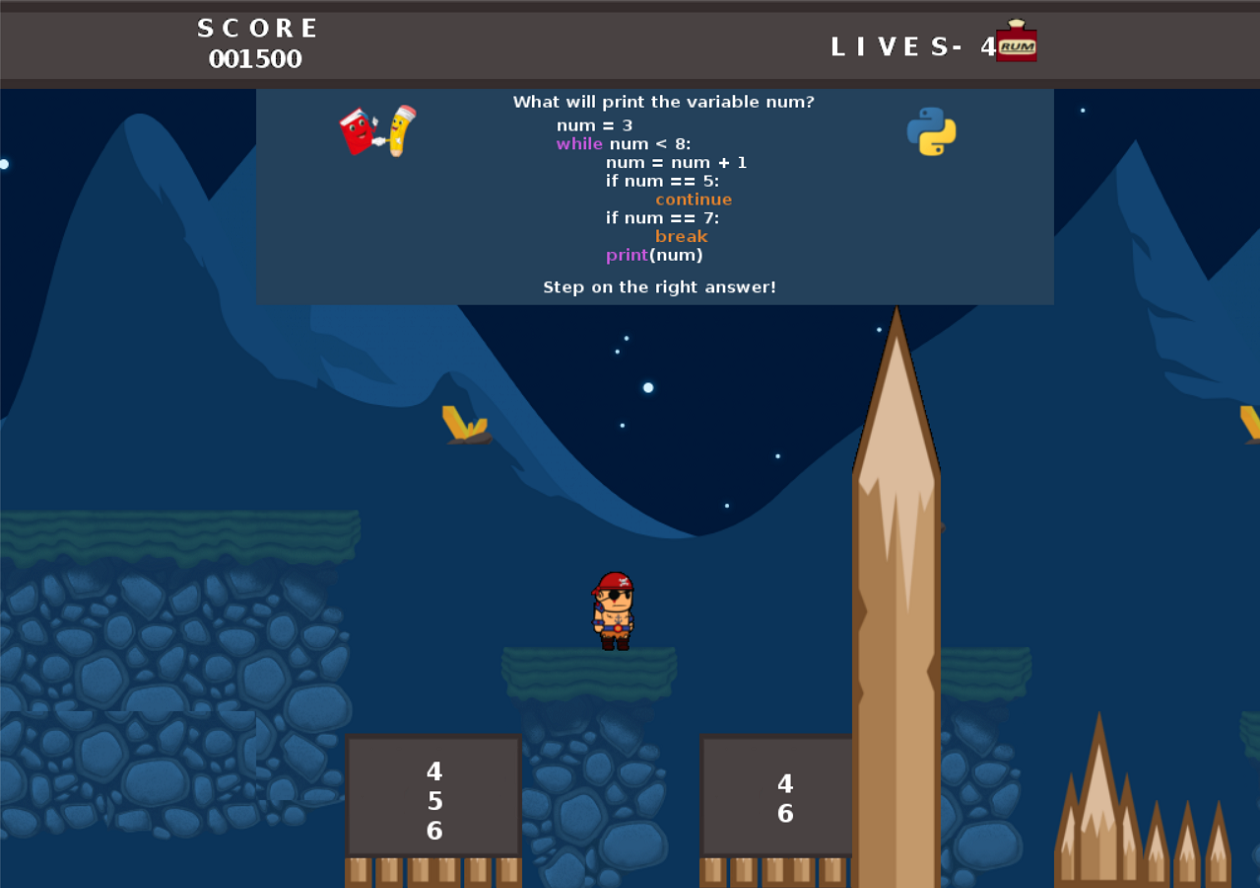 SCORE
001500
LIVES- 4
RUM
What will print the variable num?
num = 3
while num < 8:
num = num + 1
if num == 5:
continue
if num == 7:
break
print(num)
Step on the right answer!
4
5
6
4
6